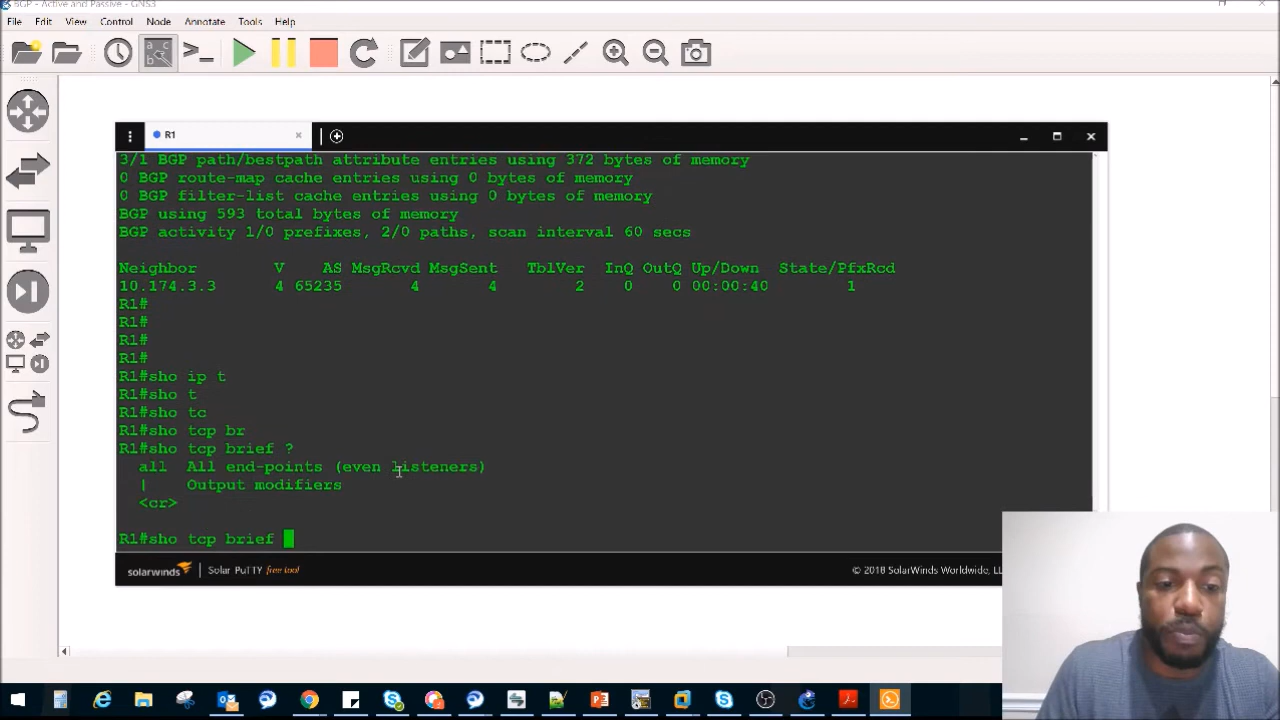 BGP - Active and Passive - GNS3
File Edit View Control Node Annotate Tools Help
R1
3/1 BGP path/bestpath attribute entries using 372 bytes of memory
0 BGP route-map cache entries using 0 bytes of memory
0 BGP filter-list cache entries using 0 bytes of memory
BGP using 593 total bytes of memory
BGP activity 1/0 prefixes, 2/0 paths, scan interval 60 secs
Neighbor V AS MsgRcvd MsgSent TblVer InQ OutQ Up/Down State/PfxRcd
10.174.3.3 4 65235 4 4 2 0 0 00:00:40 1
R1#
R1#
R1#
R1#
R1#sho ip t
R1#sho t
R1#sho tc
R1#sho tcp br
R1#sho tcp brief ?
all All end-points (even listeners)
| Output modifiers
<cr>
R1#sho tcp brief
solarwinds | Solar PuTTY free tool © 2018 SolarWinds Worldwide, LL